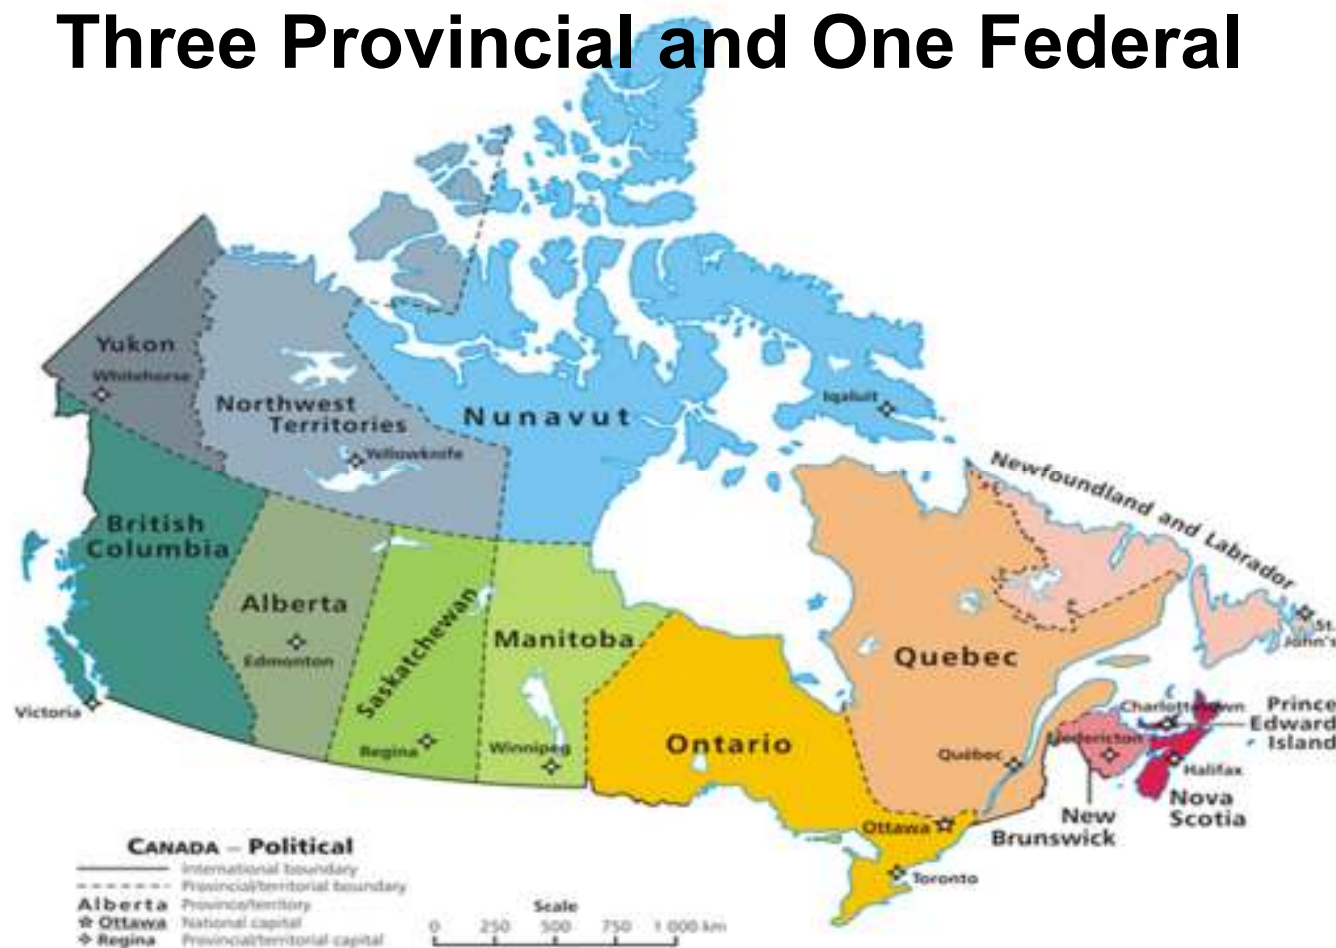 Three Provincial and One Federal
Yukon
Whitehorse
Northwest
Territories
Yellowknife
Nunavut
Iqaluit
Newfoundland and Labrador
British
Columbia
Alberta
Edmonton
Saskatchewan
Manitoba
Quebec
St.
John's
Victoria
Regina
Winnipeg
Ontario
Québec
Charlottetown
Prince
Edward
Island
Fredericton
Halifax
Nova
Scotia
New
Brunswick
Ottawa
Toronto
CANADA – Political
International boundary
Provincial/territorial boundary
Alberta Province/territory
Ottawa National capital
Regina Provincial/territorial capital
Scale
0 250 500 750 1 000 km